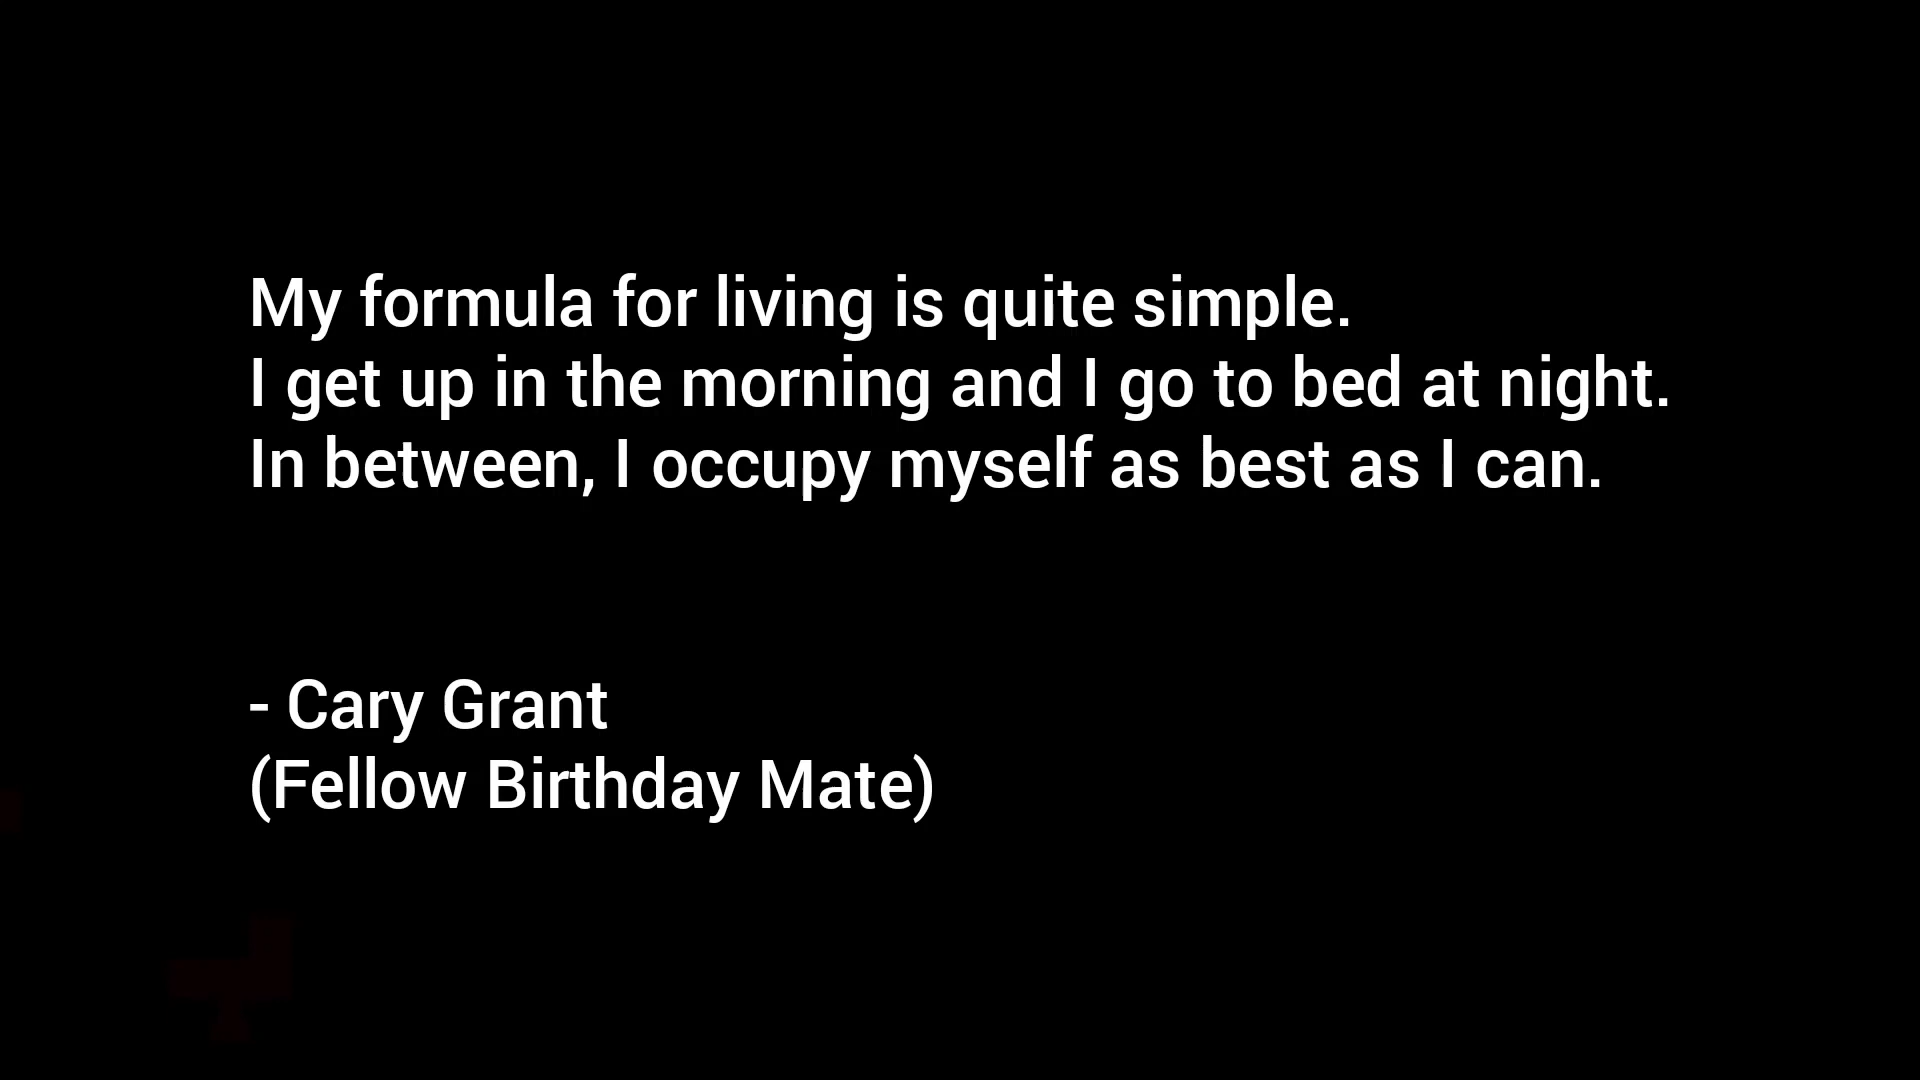 My formula for living is quite simple.
I get up in the morning and I go to bed at night.
In between, I occupy myself as best as I can.
- Cary Grant
(Fellow Birthday Mate)